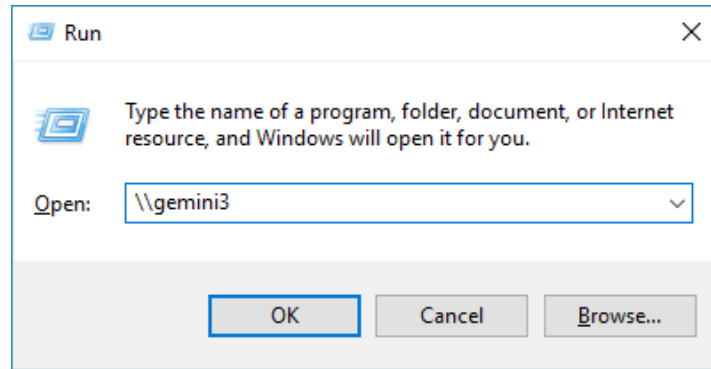 Run
Type the name of a program, folder, document, or Internet
resource, and Windows will open it for you.
Open: \\gemini3
OK Cancel Browse...